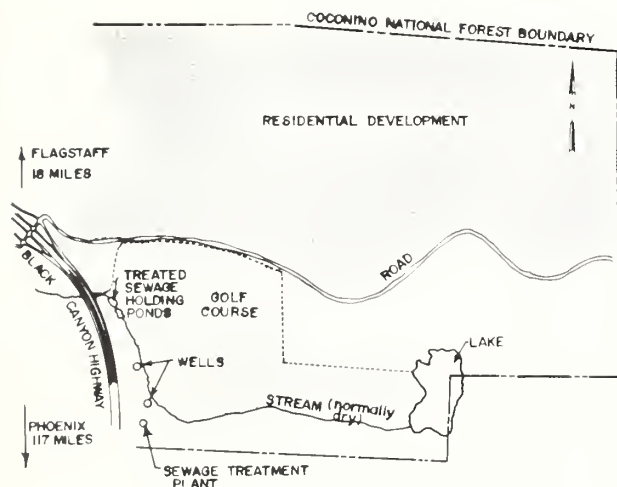 COCONINO NATIONAL FOREST BOUNDARY
N
RESIDENTIAL DEVELOPMENT
FLAGSTAFF
18 MILES
BLACK
CANYON HIGHWAY
TREATED
SEWAGE
HOLDING
PONDS
GOLF
COURSE
ROAD
LAKE
WELLS
STREAM (normally
dry)
PHOENIX
117 MILES
SEWAGE TREATMENT
PLANT